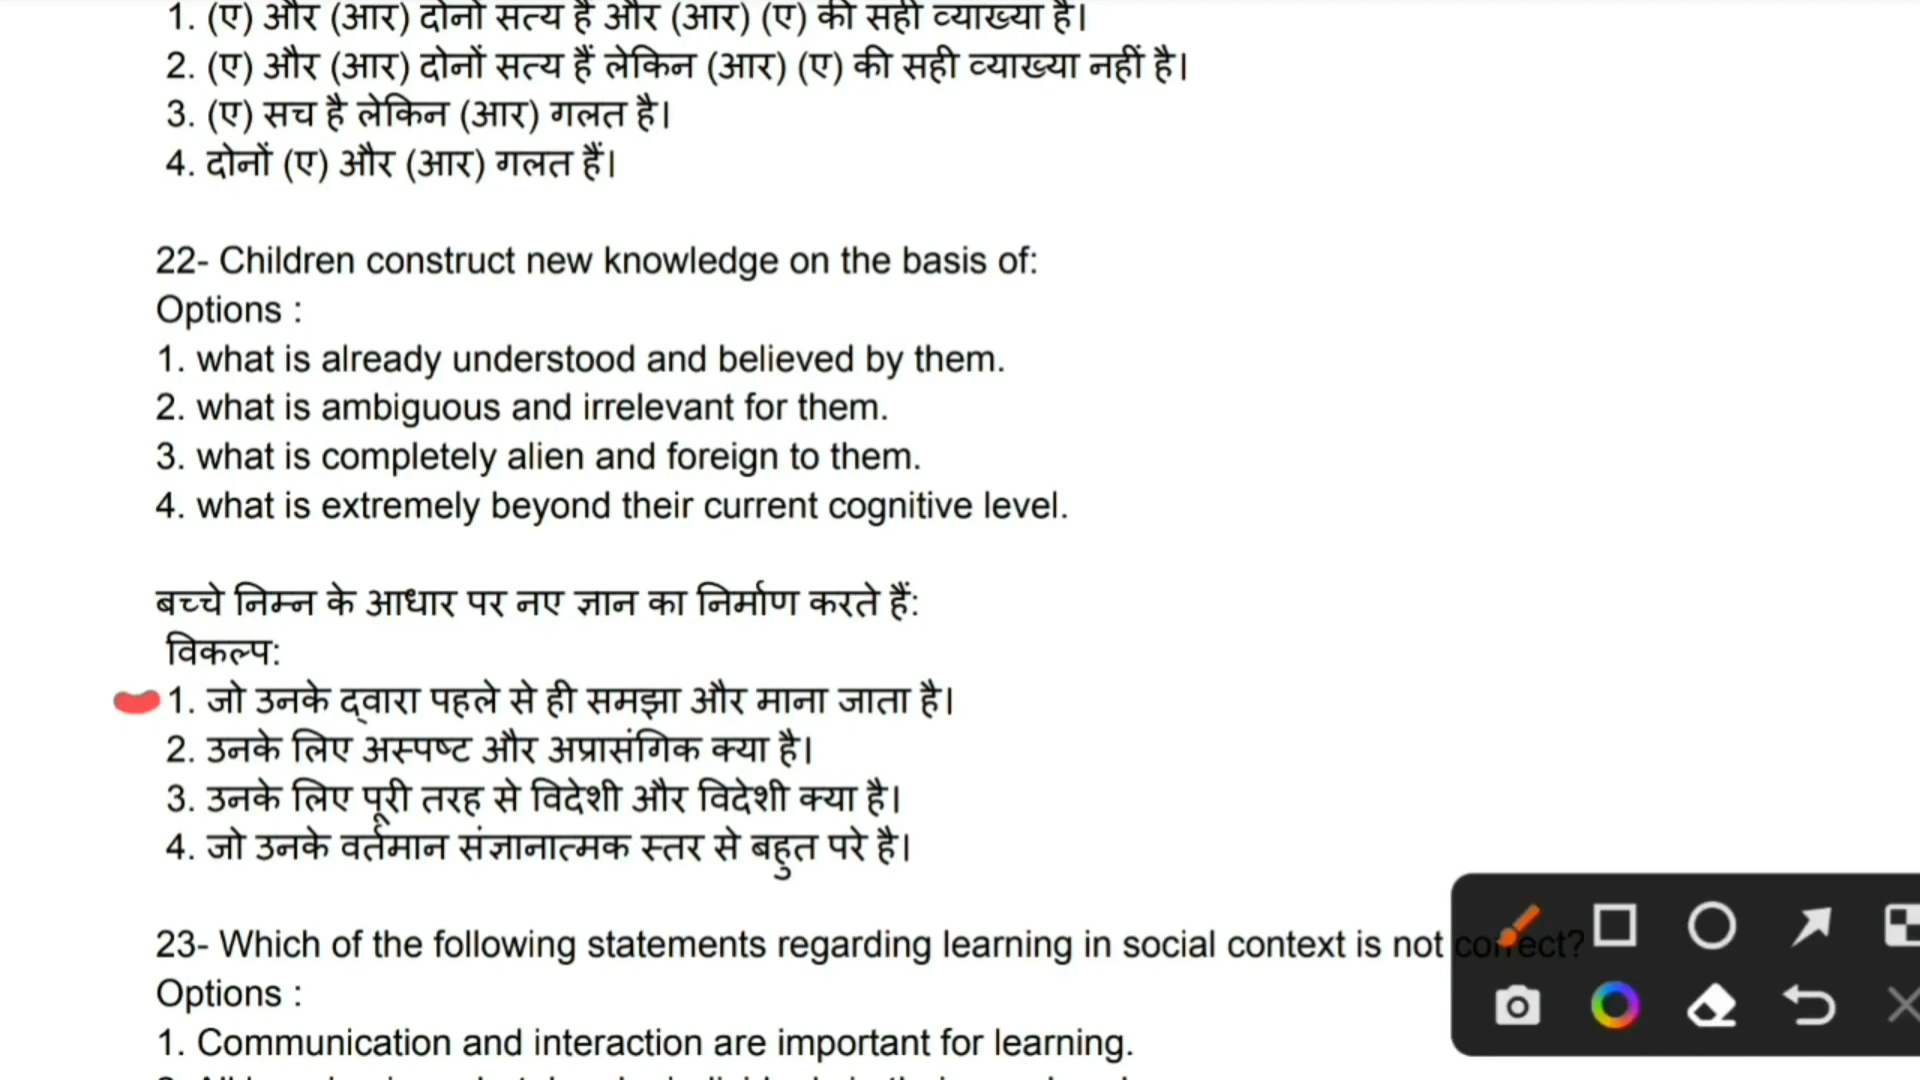 1. (ए) और (आर) दोनों सत्य हैं और (आर) (ए) की सही व्याख्या है।
2. (ए) और (आर) दोनों सत्य हैं लेकिन (आर) (ए) की सही व्याख्या नहीं है।
3. (ए) सच है लेकिन (आर) गलत है।
4. दोनों (ए) और (आर) गलत हैं।
22- Children construct new knowledge on the basis of:
Options :
1. what is already understood and believed by them.
2. what is ambiguous and irrelevant for them.
3. what is completely alien and foreign to them.
4. what is extremely beyond their current cognitive level.
बच्चे निम्न के आधार पर नए ज्ञान का निर्माण करते हैं:
विकल्प:
1. जो उनके द्वारा पहले से ही समझा और माना जाता है।
2. उनके लिए अस्पष्ट और अप्रासंगिक क्या है।
3. उनके लिए पूरी तरह से विदेशी और विदेशी क्या है।
4. जो उनके वर्तमान संज्ञानात्मक स्तर से बहुत परे है।
23- Which of the following statements regarding learning in social context is not correct?
Options :
1. Communication and interaction are important for learning.